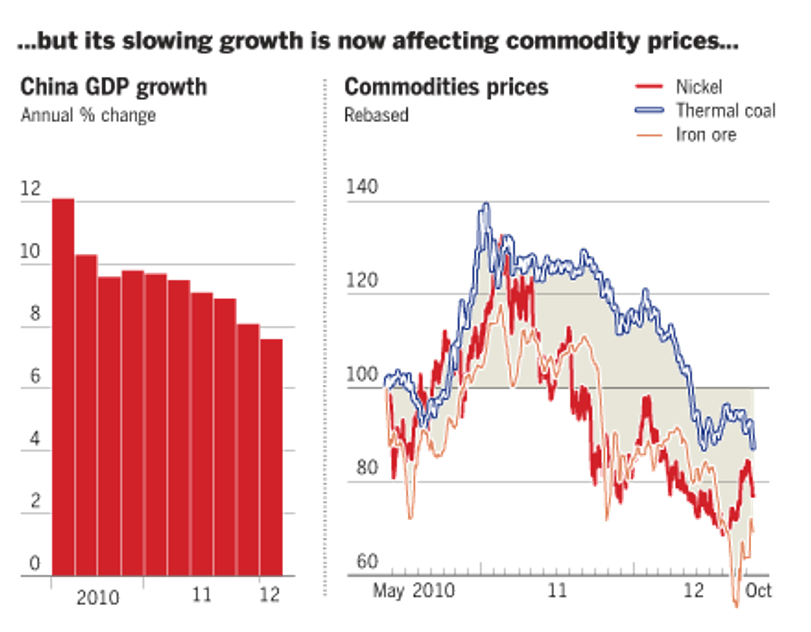 ...but its slowing growth is now affecting commodity prices...
China GDP growth
Annual % change
12
10
8
6
4
2
0
2010
11
12
Commodities prices
Rebased
Nickel
Thermal coal
Iron ore
140
120
100
80
60
May 2010
11
12
Oct